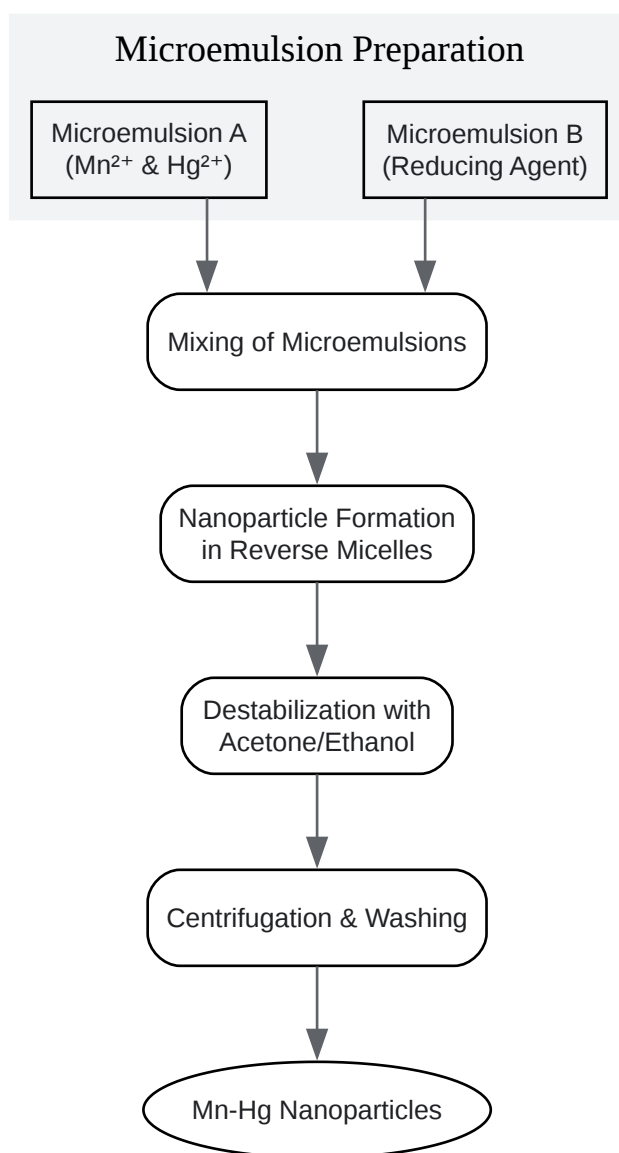 Microemulsion Preparation
Microemulsion A
(Mn²⁺ & Hg²⁺)
Microemulsion B
(Reducing Agent)
Mixing of Microemulsions
Nanoparticle Formation
in Reverse Micelles
Destabilization with
Acetone/Ethanol
Centrifugation & Washing
Mn-Hg Nanoparticles